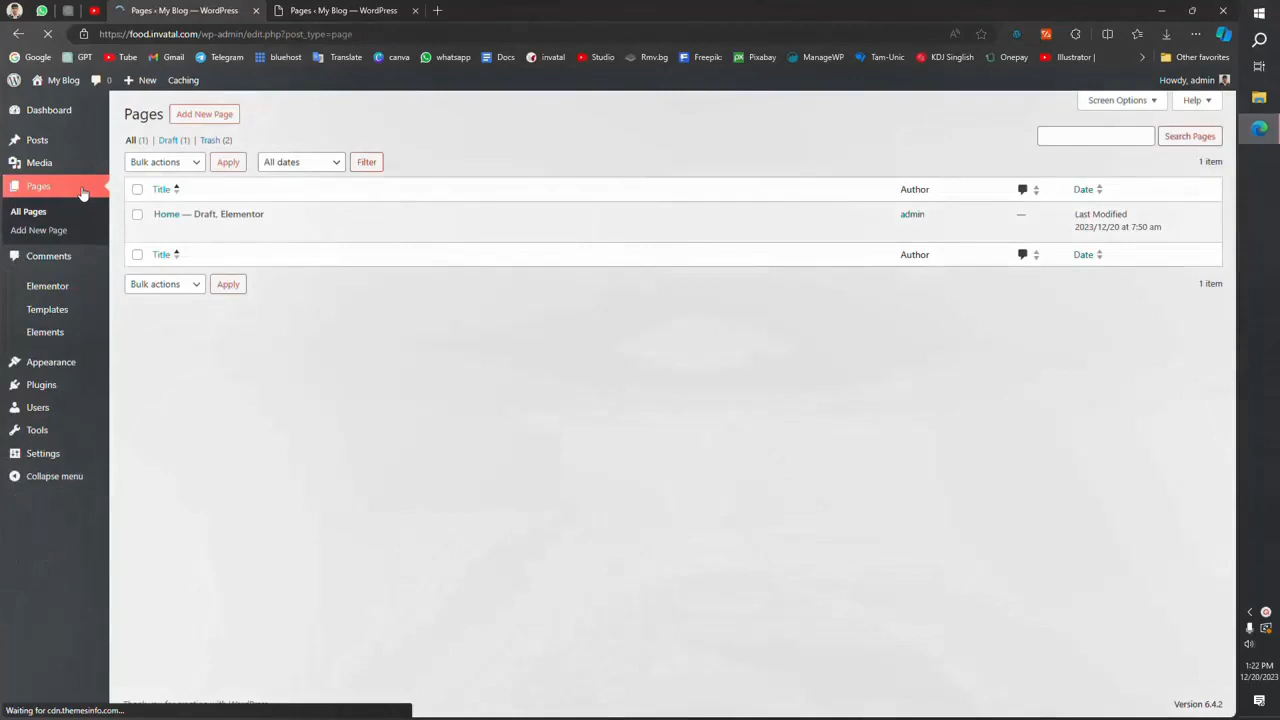 Pages ‹ My Blog — WordPress
Pages ‹ My Blog — WordPress
https://food.invatal.com/wp-admin/edit.php?post_type=page
Google GPT Tube Gmail Telegram bluehost Translate canva whatsapp Docs invatal Studio Rmv.bg Freepik: Pixabay ManageWP Tam-Unic KDJ Singlish Onepay Illustrator | Other favorites
My Blog 0 New Caching Howdy, admin
Screen Options Help
Dashboard
Posts
Media
Pages
All Pages
Add New Page
Comments
Elementor
Templates
Elements
Appearance
Plugins
Users
Tools
Settings
Collapse menu
Pages Add New Page
All (1) | Draft (1) | Trash (2)
Search Pages
Bulk actions Apply All dates Filter
1 item
Title Author Date
Home — Draft, Elementor admin — Last Modified
2023/12/20 at 7:50 am
Title Author Date
Bulk actions Apply
1 item
Version 6.4.2
Waiting for cdn.themesinfo.com...
1:22 PM
12/20/2023